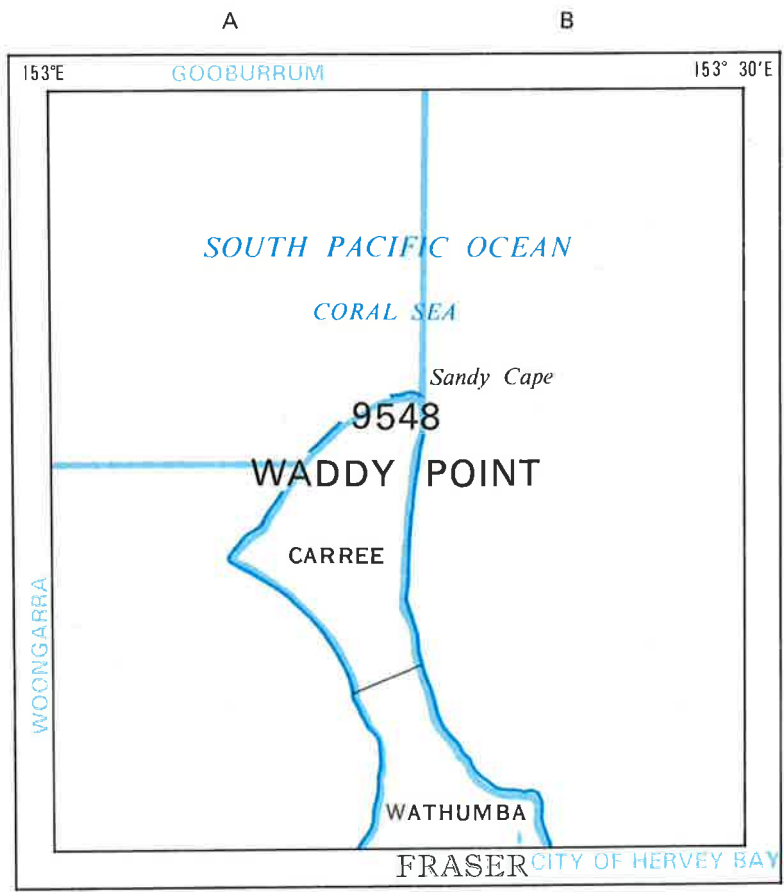 A B
153°E GOOBURRUM 153° 30'E
SOUTH PACIFIC OCEAN
CORAL SEA
Sandy Cape
9548
WADDY POINT
CARREE
WOONGARRA
WATHUMBA
FRASER CITY OF HERVEY BAY